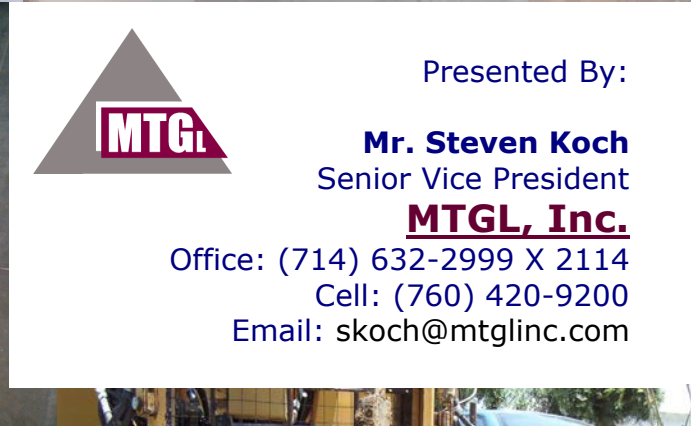 MTGL
Presented By:
Mr. Steven Koch
Senior Vice President
MTGL, Inc.
Office: (714) 632-2999 X 2114
Cell: (760) 420-9200
Email: skoch@mtglinc.com